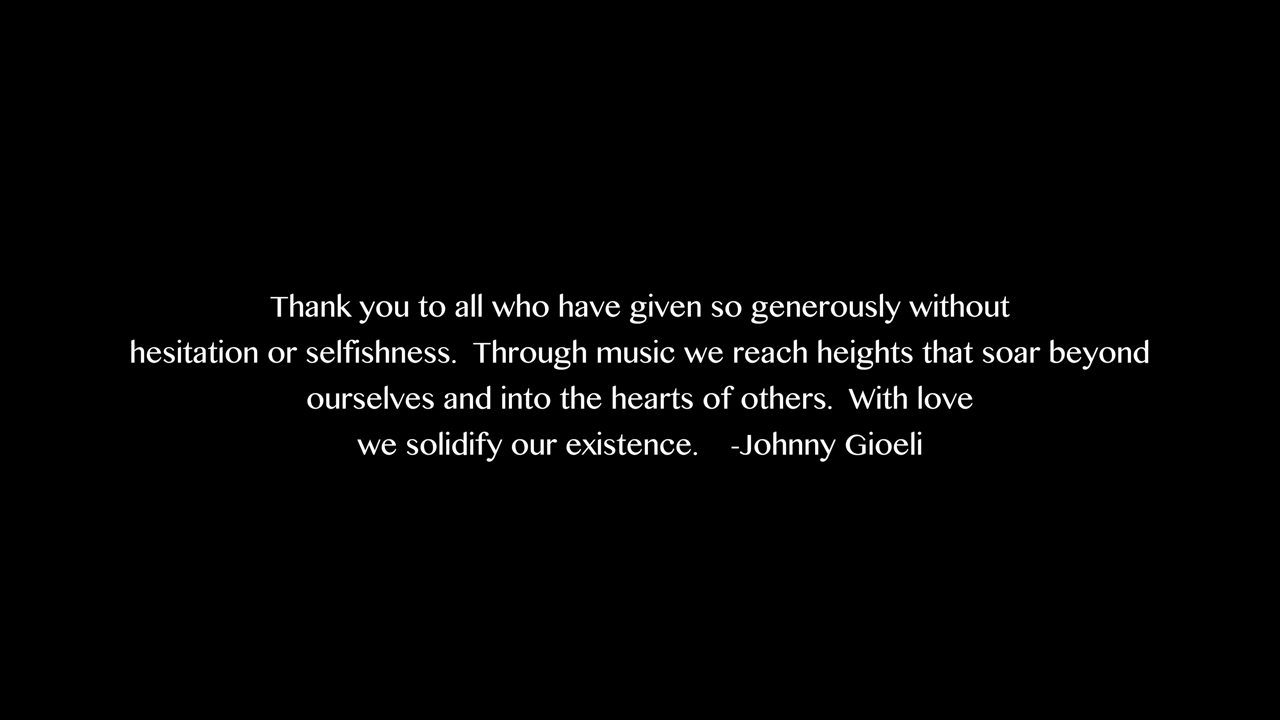 Thank you to all who have given so generously without
hesitation or selfishness.  Through music we reach heights that soar beyond
ourselves and into the hearts of others.  With love
we solidify our existence.    -Johnny Gioeli